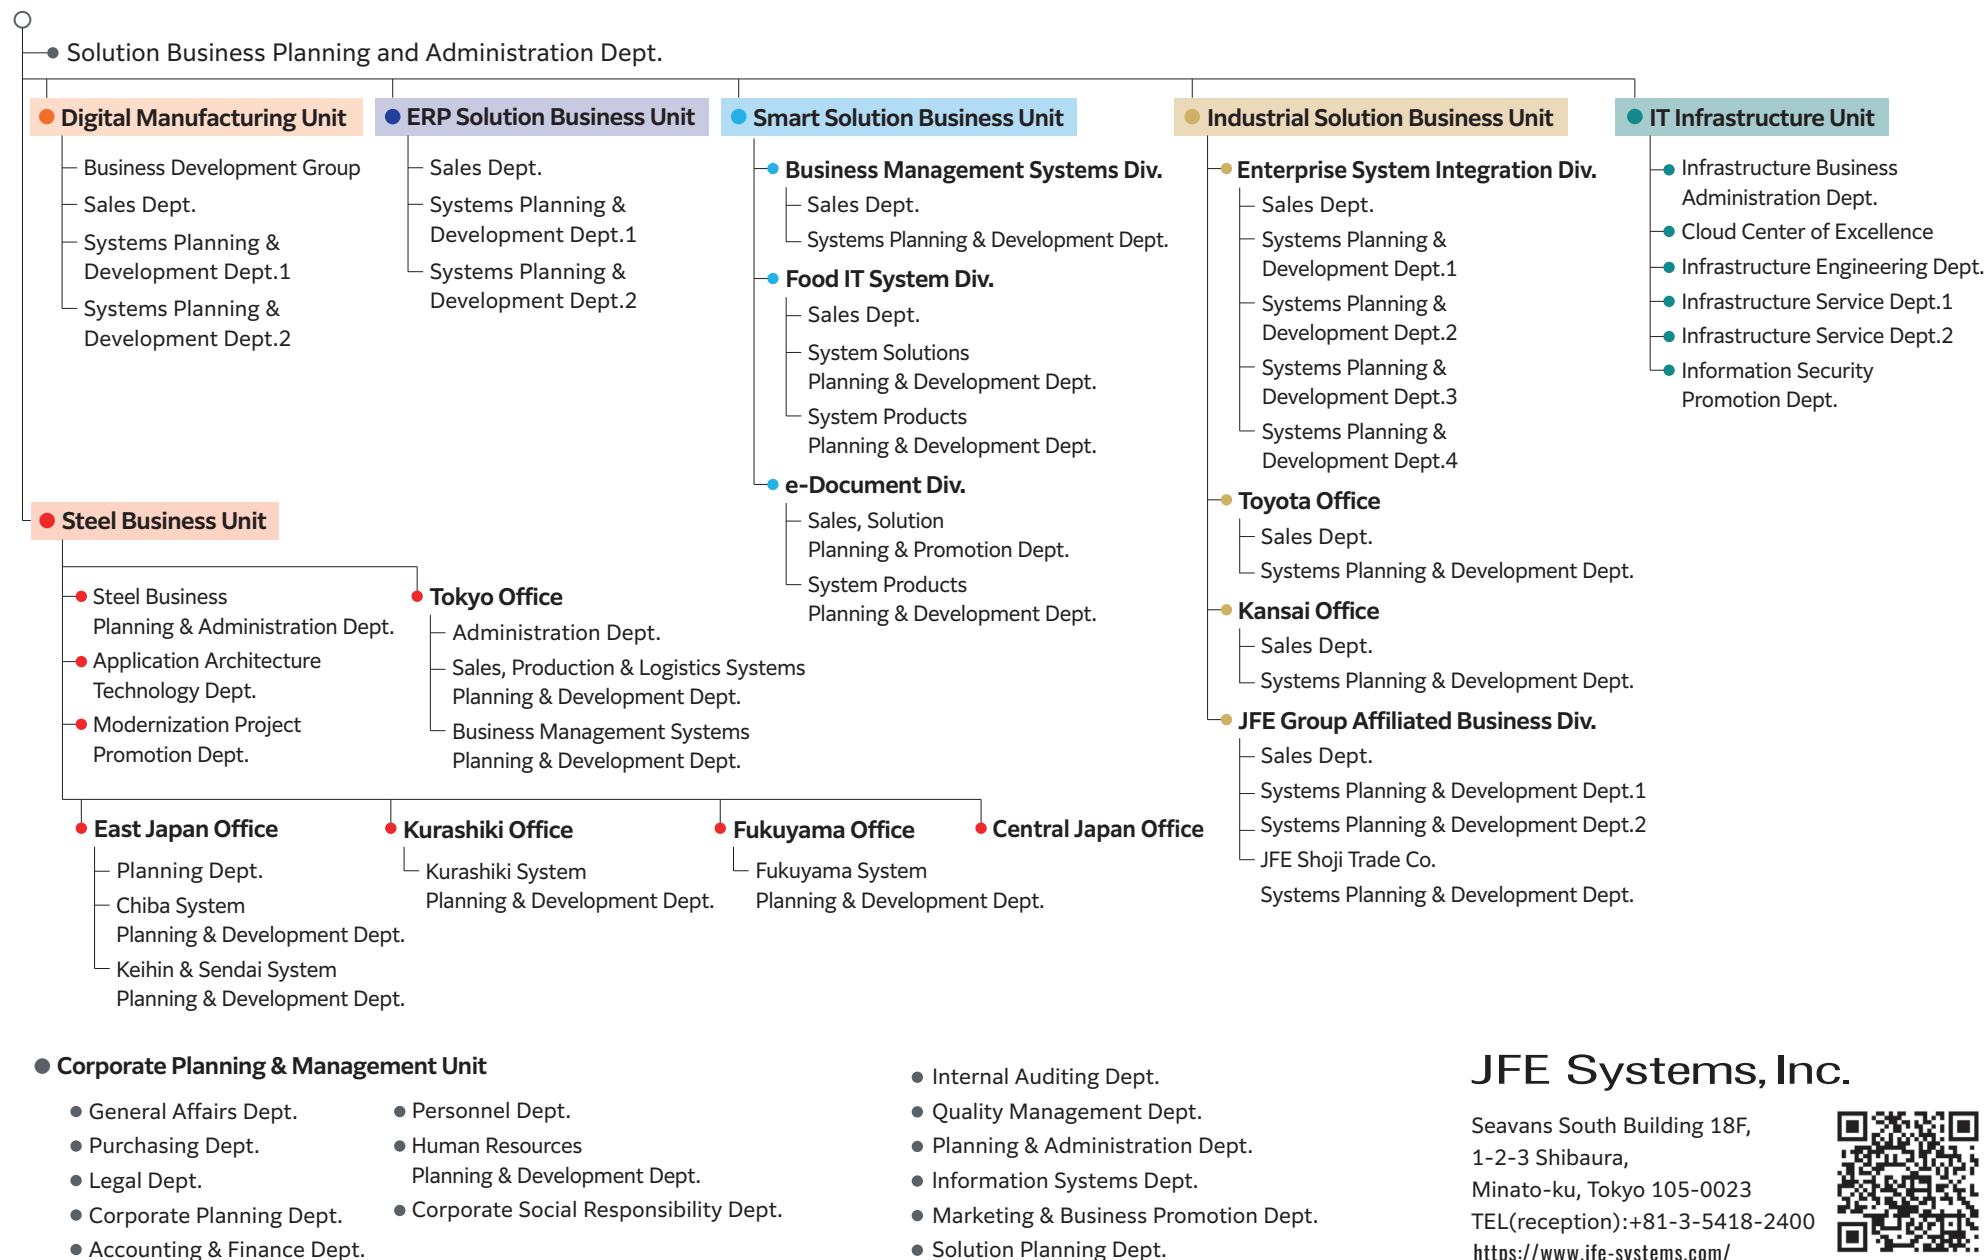 Solution Business Planning and Administration Dept.
Digital Manufacturing Unit
Business Development Group
Sales Dept.
Systems Planning &
Development Dept.1
Systems Planning &
Development Dept.2
ERP Solution Business Unit
Sales Dept.
Systems Planning &
Development Dept.1
Systems Planning &
Development Dept.2
Smart Solution Business Unit
Business Management Systems Div.
Sales Dept.
Systems Planning & Development Dept.
Food IT System Div.
Sales Dept.
System Solutions
Planning & Development Dept.
System Products
Planning & Development Dept.
e-Document Div.
Sales, Solution
Planning & Promotion Dept.
System Products
Planning & Development Dept.
Industrial Solution Business Unit
Enterprise System Integration Div.
Sales Dept.
Systems Planning &
Development Dept.1
Systems Planning &
Development Dept.2
Systems Planning &
Development Dept.3
Systems Planning &
Development Dept.4
Toyota Office
Sales Dept.
Systems Planning & Development Dept.
Kansai Office
Sales Dept.
Systems Planning & Development Dept.
JFE Group Affiliated Business Div.
Sales Dept.
Systems Planning & Development Dept.1
Systems Planning & Development Dept.2
JFE Shoji Trade Co.
Systems Planning & Development Dept.
IT Infrastructure Unit
Infrastructure Business
Administration Dept.
Cloud Center of Excellence
Infrastructure Engineering Dept.
Infrastructure Service Dept.1
Infrastructure Service Dept.2
Information Security
Promotion Dept.
Steel Business Unit
Steel Business
Planning & Administration Dept.
Application Architecture
Technology Dept.
Modernization Project
Promotion Dept.
Tokyo Office
Administration Dept.
Sales, Production & Logistics Systems
Planning & Development Dept.
Business Management Systems
Planning & Development Dept.
East Japan Office
Planning Dept.
Chiba System
Planning & Development Dept.
Keihin & Sendai System
Planning & Development Dept.
Kurashiki Office
Kurashiki System
Planning & Development Dept.
Fukuyama Office
Fukuyama System
Planning & Development Dept.
Central Japan Office
Corporate Planning & Management Unit
General Affairs Dept.
Purchasing Dept.
Legal Dept.
Corporate Planning Dept.
Accounting & Finance Dept.
Personnel Dept.
Human Resources
Planning & Development Dept.
Corporate Social Responsibility Dept.
Internal Auditing Dept.
Quality Management Dept.
Planning & Administration Dept.
Information Systems Dept.
Marketing & Business Promotion Dept.
Solution Planning Dept.
JFE Systems, Inc.
Seavans South Building 18F,
1-2-3 Shibaura,
Minato-ku, Tokyo 105-0023
TEL(reception):+81-3-5418-2400
https://www.jfe-systems.com/